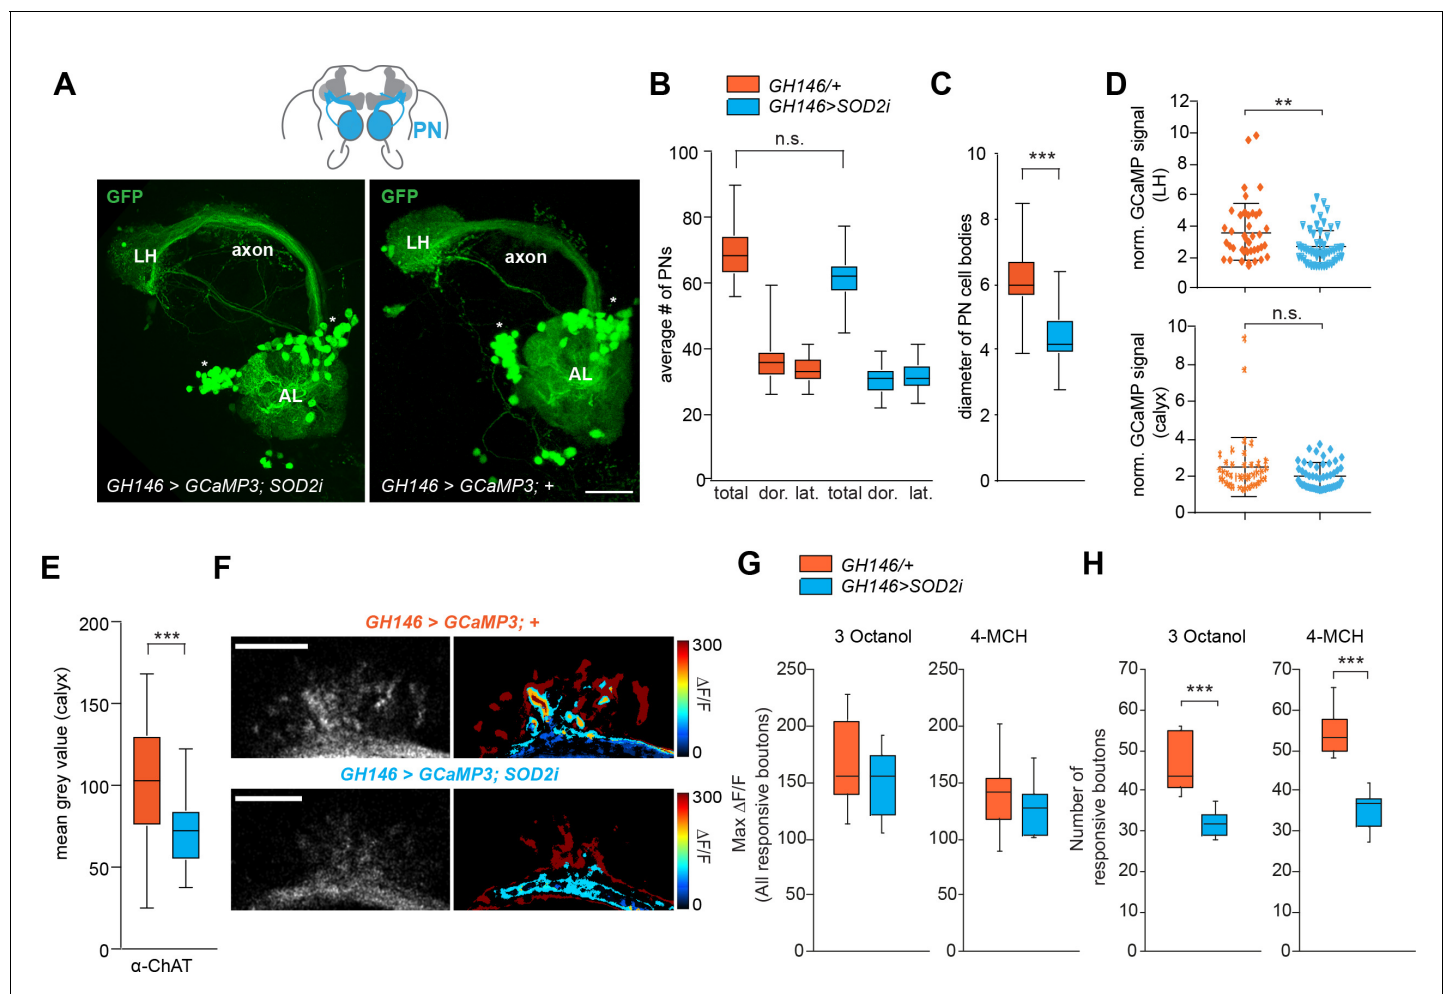 A
PN
GFP
LH
axon
*
*
AL
GH146 > GCaMP3; SOD2i
GFP
LH
axon
*
*
AL
GH146 > GCaMP3; +
B
GH146/+
GH146>SOD2i
n.s.
100
80
60
40
20
0
average # of PNs
total dor. lat. total dor. lat.
C
***
10
8
6
4
2
0
diameter of PN cell bodies
D
**
12
10
8
6
4
2
0
norm. GCaMP signal
(LH)
n.s.
10
8
6
4
2
0
norm. GCaMP signal
(calyx)
E
***
200
150
100
50
0
mean grey value (calyx)
α-ChAT
F
GH146 > GCaMP3; +
300
ΔF/F
0
GH146 > GCaMP3; SOD2i
300
ΔF/F
0
G
GH146/+
GH146>SOD2i
3 Octanol
250
200
150
100
50
0
Max ΔF/F
(All responsive boutons)
4-MCH
250
200
150
100
50
0
H
3 Octanol
***
70
60
50
40
30
20
10
0
Number of
responsive boutons
4-MCH
***
70
60
50
40
30
20
10
0